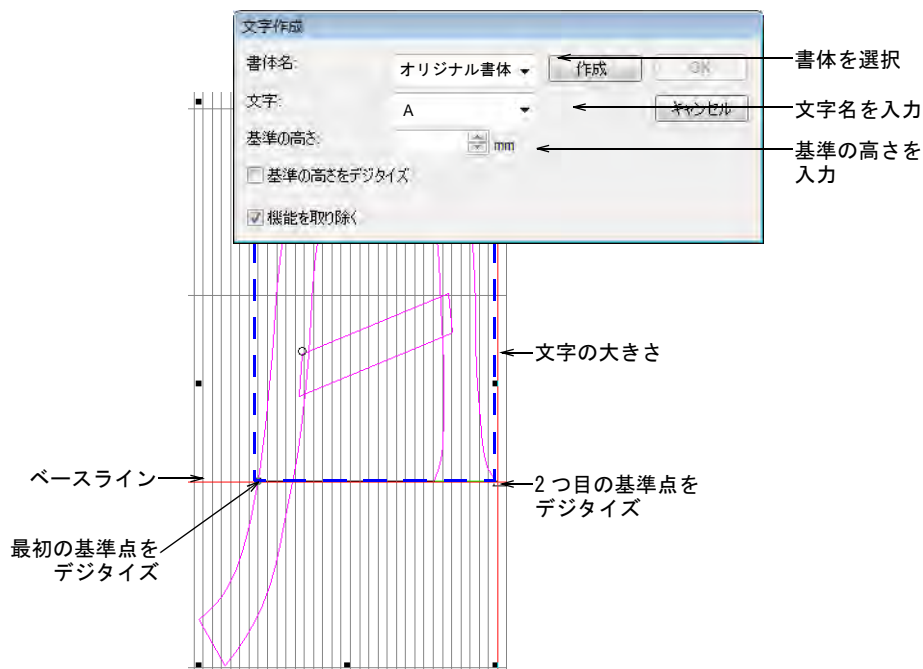 文字作成
書体名:
オリジナル書体
作成
OK
書体を選択
文字:
A
キャンセル
文字名を入力
基準の高さ:
mm
基準の高さを
入力
基準の高さをデジタイズ
機能を取り除く
文字の大きさ
ベースライン
2つ目の基準点を
デジタイズ
最初の基準点を
デジタイズ